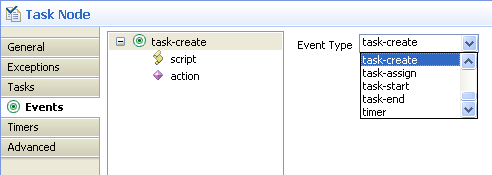 Task Node
General
Exceptions
Tasks
Events
Timers
Advanced
task-create
script
action
Event Type task-create
task-create
task-assign
task-start
task-end
timer